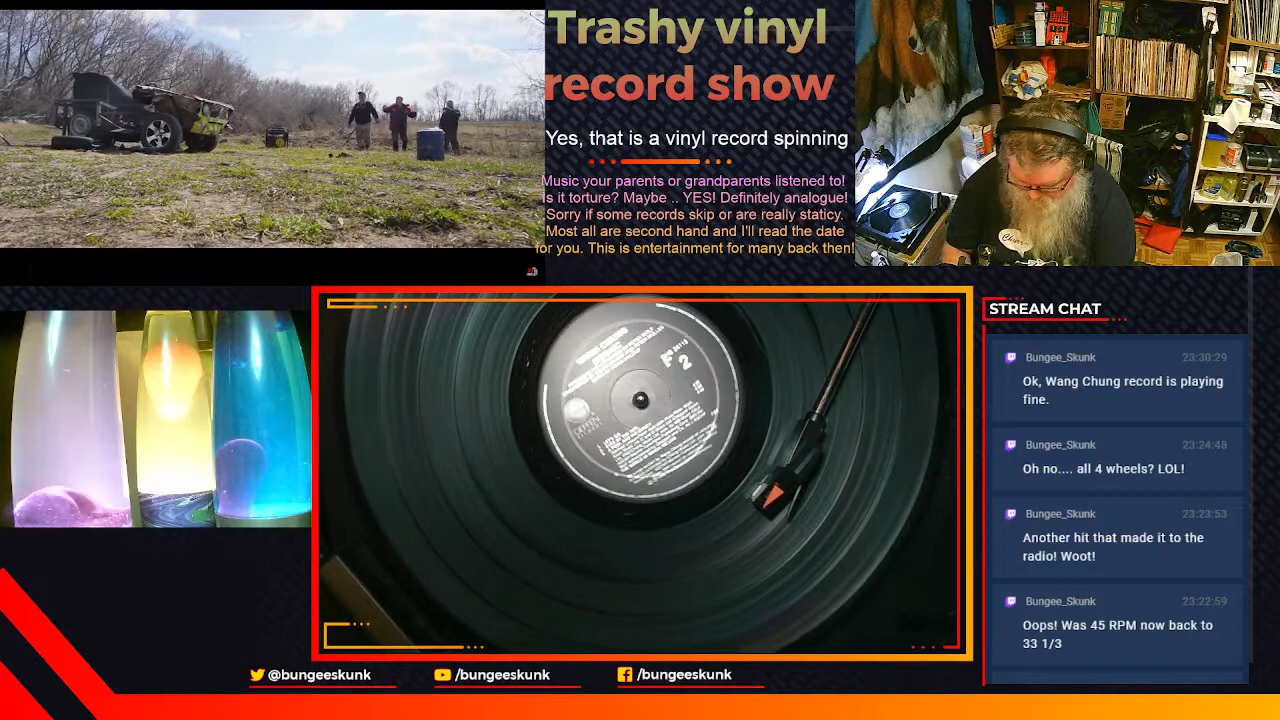 Trashy vinyl
record show
Yes, that is a vinyl record spinning
Music your parents or grandparents listened to!
Is it torture? Maybe .. YES! Definitely analogue!
Sorry if some records skip or are really staticy.
Most all are second hand and I'll read the date
for you. This is entertainment for many back then!
STREAM CHAT
Bungee_Skunk 23:30:29
Ok, Wang Chung record is playing
fine.
Bungee_Skunk 23:24:48
Oh no.... all 4 wheels? LOL!
Bungee_Skunk 23:23:53
Another hit that made it to the
radio! Woot!
Bungee_Skunk 23:22:59
Oops! Was 45 RPM now back to
33 1/3
2
@bungeeskunk
/bungeeskunk
/bungeeskunk